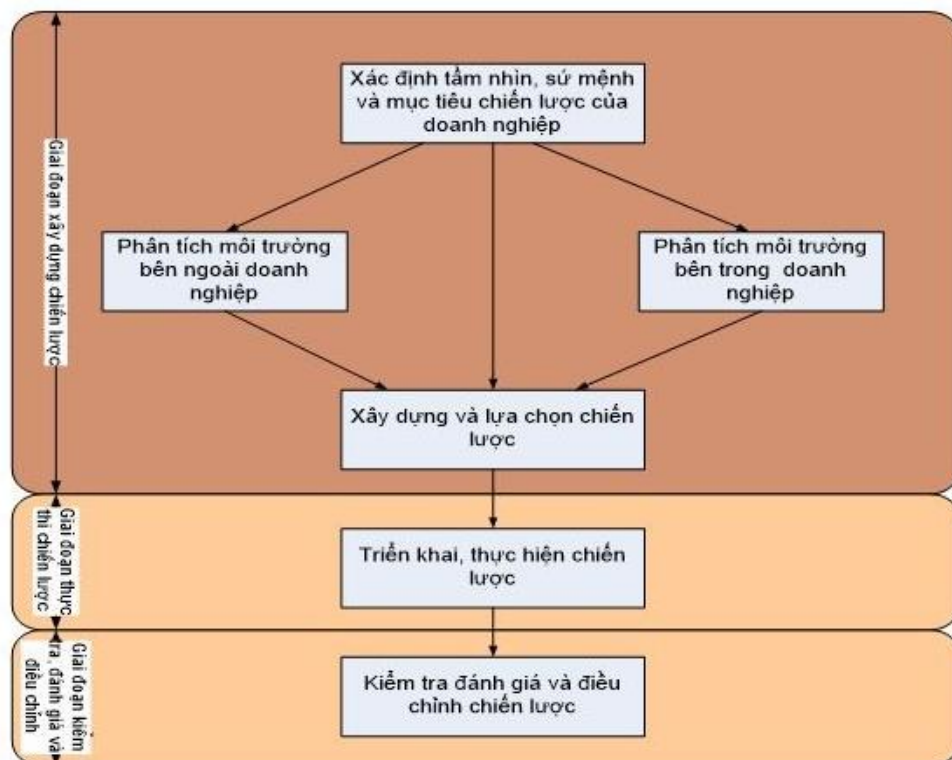 Xác định tầm nhìn, sứ mệnh
và mục tiêu chiến lược của
doanh nghiệp
Giai đoạn xây dựng chiến lược
Phân tích môi trường
bên ngoài doanh
nghiệp
Phân tích môi trường
bên trong doanh
nghiệp
Xây dựng và lựa chọn chiến
lược
Giai đoạn thực
thi chiến lược
Triển khai, thực hiện chiến
lược
Giai đoạn kiểm
tra, đánh giá và
điều chỉnh
Kiểm tra đánh giá và điều
chỉnh chiến lược